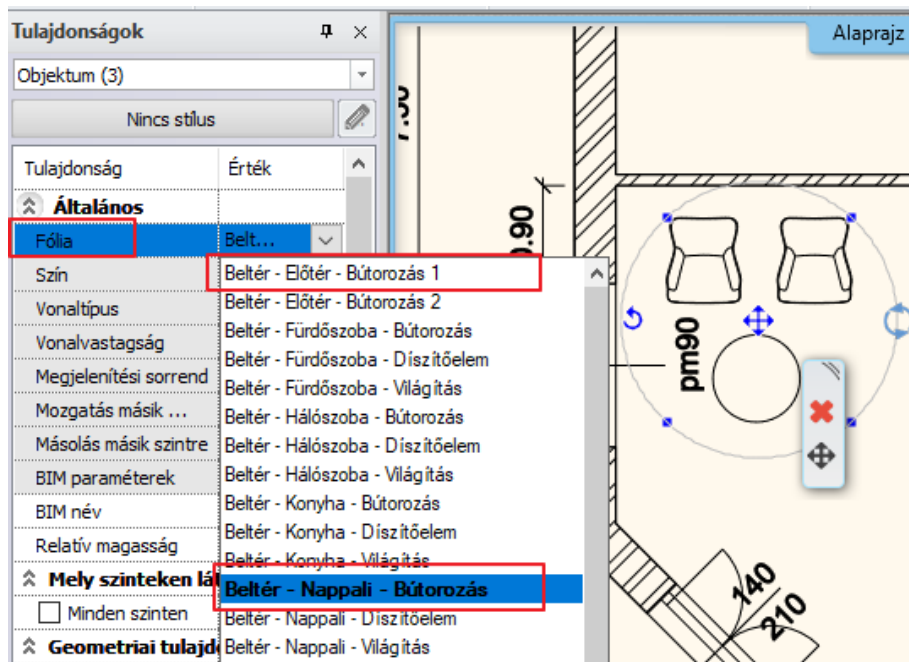 Tulajdonságok
Objektum (3)
Nincs stílus
Tulajdonság Érték
Általános
Fólia Belt...
Szín
Vonaltípus
Vonalvastagság
Megjelenítési sorrend
Mozgatás másik ...
Másolás másik szintre
BIM paraméterek
BIM név
Relatív magasság
Mely szinteken lá
Minden szinten
Geometriai tulajd
Beltér - Előtér - Bútorozás 1
Beltér - Előtér - Bútorozás 2
Beltér - Fürdőszoba - Bútorozás
Beltér - Fürdőszoba - Díszítőelem
Beltér - Fürdőszoba - Világítás
Beltér - Hálószoba - Bútorozás
Beltér - Hálószoba - Díszítőelem
Beltér - Hálószoba - Világítás
Beltér - Konyha - Bútorozás
Beltér - Konyha - Díszítőelem
Beltér - Konyha - Világítás
Beltér - Nappali - Bútorozás
Beltér - Nappali - Díszítőelem
Beltér - Nappali - Világítás
Alaprajz
pm90
140
210